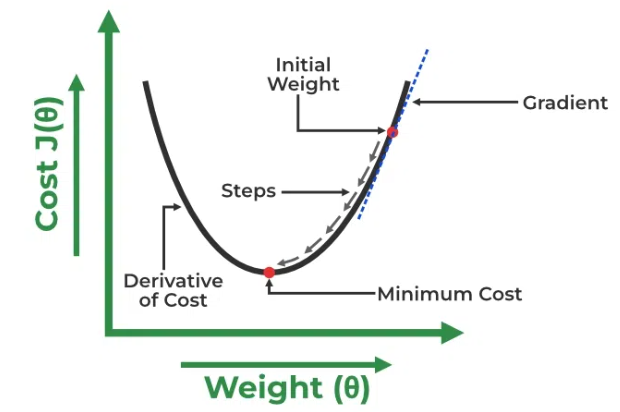 Initial
Weight
Gradient
Cost J(θ)
Steps
Derivative
of Cost
Minimum Cost
Weight (θ)